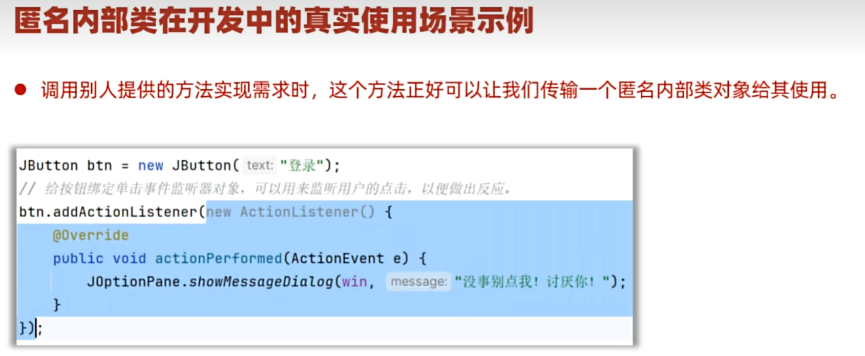 匿名内部类在开发中的真实使用场景示例
● 调用别人提供的方法实现需求时，这个方法正好可以让我们传输一个匿名内部类对象给其使用。
JButton btn = new JButton( text: "登录");
// 给按钮绑定单击事件监听器对象，可以用来监听用户的点击，以便做出反应。
btn.addActionListener(new ActionListener() {
@Override
public void actionPerformed(ActionEvent e) {
JOptionPane.showMessageDialog(win, message: "没事别点我！讨厌你！");
}
});